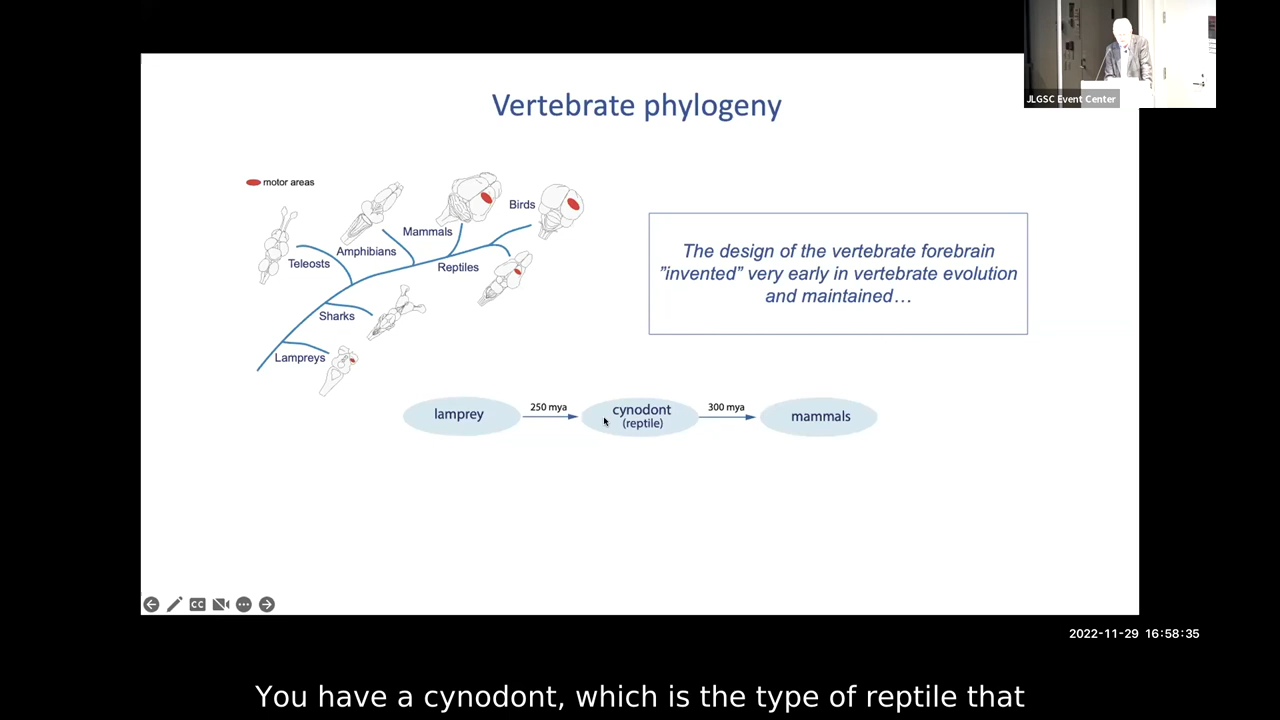 JLGSC Event Center
Vertebrate phylogeny
motor areas
Birds
Mammals
Amphibians
Teleosts
Reptiles
Sharks
Lampreys
The design of the vertebrate forebrain
”invented” very early in vertebrate evolution
and maintained…
lamprey
250 mya
cynodont
(reptile)
300 mya
mammals
CC
2022-11-29 16:58:35
You have a cynodont, which is the type of reptile that